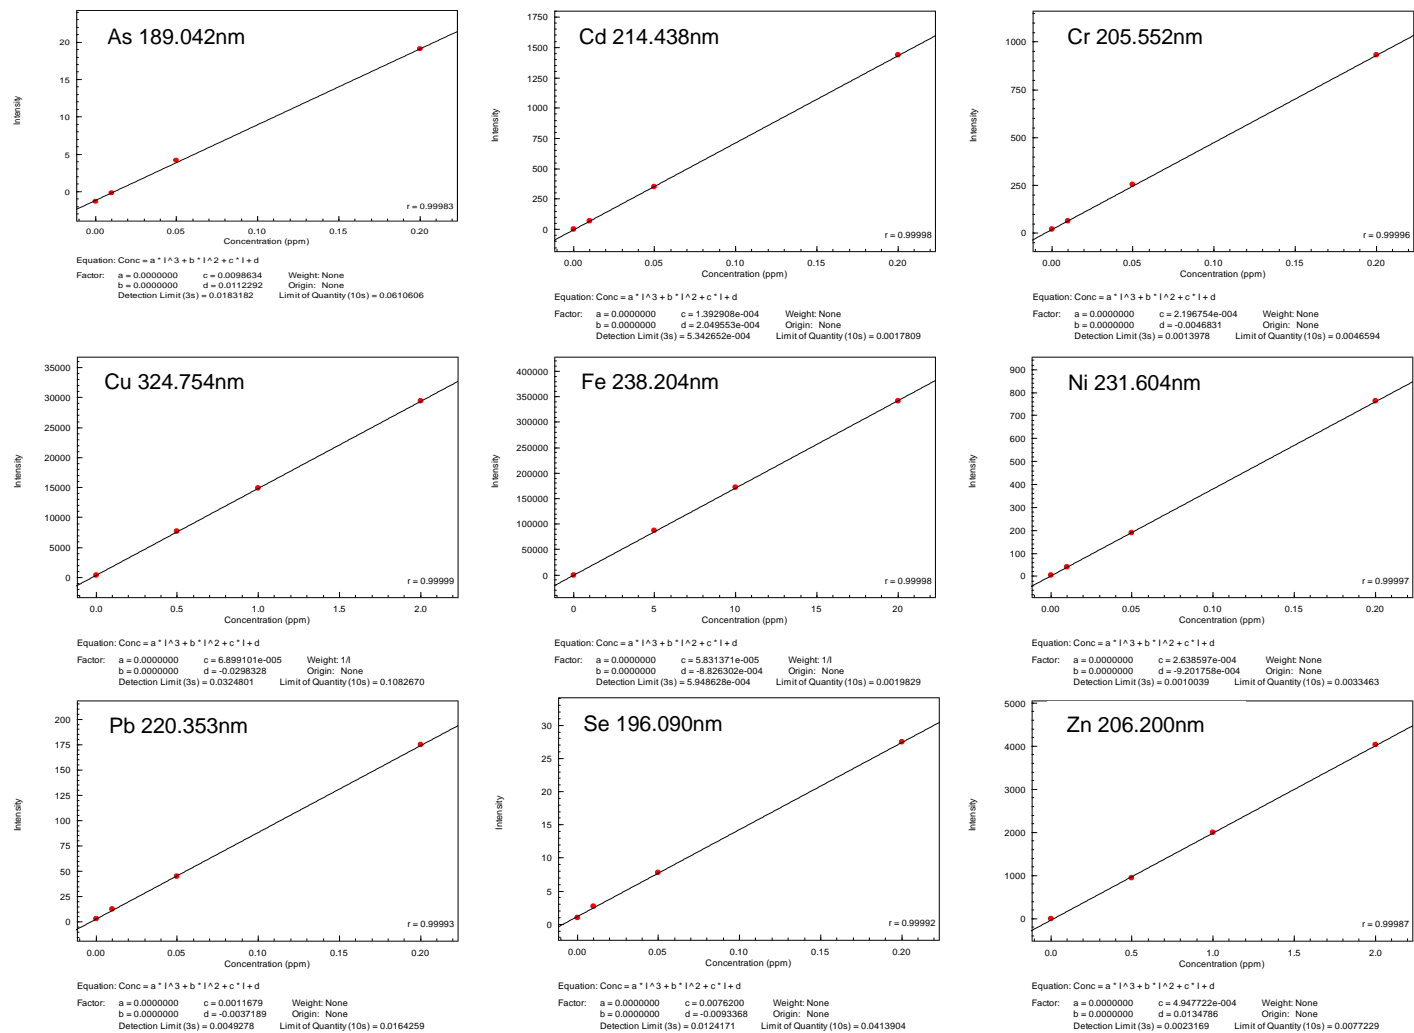 As 189.042nm
20
15
10
5
0
Intensity
0.00 0.05 0.10 0.15 0.20
r = 0.99983
Concentration (ppm)
Equation: Conc = a * I ^ 3 + b * I ^ 2 + c * I + d
Factor: a = 0.0000000 c = 0.0098634 Weight: None
b = 0.0000000 d = 0.0112292 Origin: None
Detection Limit (3s) = 0.0183182 Limit of Quantity (10s) = 0.0610606
Cd 214.438nm
1750
1500
1250
1000
750
500
250
0
Intensity
r = 0.99998
0.00 0.05 0.10 0.15 0.20
Concentration (ppm)
Equation: Conc = a * I ^ 3 + b * I ^ 2 + c * I + d
Factor: a = 0.0000000 c = 1.392908e-004 Weight: None
b = 0.0000000 d = 2.049553e-004 Origin: None
Detection Limit (3s) = 5.342652e-004 Limit of Quantity (10s) = 0.0017809
Cr 205.552nm
1000
750
500
250
0
Intensity
r = 0.99996
0.00 0.05 0.10 0.15 0.20
Concentration (ppm)
Equation: Conc = a * I ^ 3 + b * I ^ 2 + c * I + d
Factor: a = 0.0000000 c = 2.196754e-004 Weight: None
b = 0.0000000 d = -0.0046831 Origin: None
Detection Limit (3s) = 0.0013978 Limit of Quantity (10s) = 0.0046594
Cu 324.754nm
35000
30000
25000
20000
15000
10000
5000
0
Intensity
r = 0.99999
0.0 0.5 1.0 1.5 2.0
Concentration (ppm)
Equation: Conc = a * I ^ 3 + b * I ^ 2 + c * I + d
Factor: a = 0.0000000 c = 6.899101e-005 Weight: 1/I
b = 0.0000000 d = -0.0298328 Origin: None
Detection Limit (3s) = 0.0324801 Limit of Quantity (10s) = 0.1082670
Fe 238.204nm
400000
350000
300000
250000
200000
150000
100000
50000
0
Intensity
r = 0.99998
0 5 10 15 20
Concentration (ppm)
Equation: Conc = a * I ^ 3 + b * I ^ 2 + c * I + d
Factor: a = 0.0000000 c = 5.831371e-005 Weight: 1/I
b = 0.0000000 d = -8.826302e-004 Origin: None
Detection Limit (3s) = 5.948628e-004 Limit of Quantity (10s) = 0.0019829
Ni 231.604nm
900
800
700
600
500
400
300
200
100
0
Intensity
r = 0.99997
0.00 0.05 0.10 0.15 0.20
Concentration (ppm)
Equation: Conc = a * I ^ 3 + b * I ^ 2 + c * I + d
Factor: a = 0.0000000 c = 2.638597e-004 Weight: None
b = 0.0000000 d = -9.201758e-004 Origin: None
Detection Limit (3s) = 0.0010039 Limit of Quantity (10s) = 0.0033463
Pb 220.353nm
200
175
150
125
100
75
50
25
0
Intensity
r = 0.99993
0.00 0.05 0.10 0.15 0.20
Concentration (ppm)
Equation: Conc = a * I ^ 3 + b * I ^ 2 + c * I + d
Factor: a = 0.0000000 c = 0.0011679 Weight: None
b = 0.0000000 d = -0.0037189 Origin: None
Detection Limit (3s) = 0.0049278 Limit of Quantity (10s) = 0.0164259
Se 196.090nm
30
25
20
15
10
5
0
Intensity
r = 0.99992
0.00 0.05 0.10 0.15 0.20
Concentration (ppm)
Equation: Conc = a * I ^ 3 + b * I ^ 2 + c * I + d
Factor: a = 0.0000000 c = 0.0076200 Weight: None
b = 0.0000000 d = -0.0093368 Origin: None
Detection Limit (3s) = 0.0124171 Limit of Quantity (10s) = 0.0413904
Zn 206.200nm
5000
4000
3000
2000
1000
0
Intensity
r = 0.99987
0.0 0.5 1.0 1.5 2.0
Concentration (ppm)
Equation: Conc = a * I ^ 3 + b * I ^ 2 + c * I + d
Factor: a = 0.0000000 c = 4.947722e-004 Weight: None
b = 0.0000000 d = 0.0134786 Origin: None
Detection Limit (3s) = 0.0023169 Limit of Quantity (10s) = 0.0077229